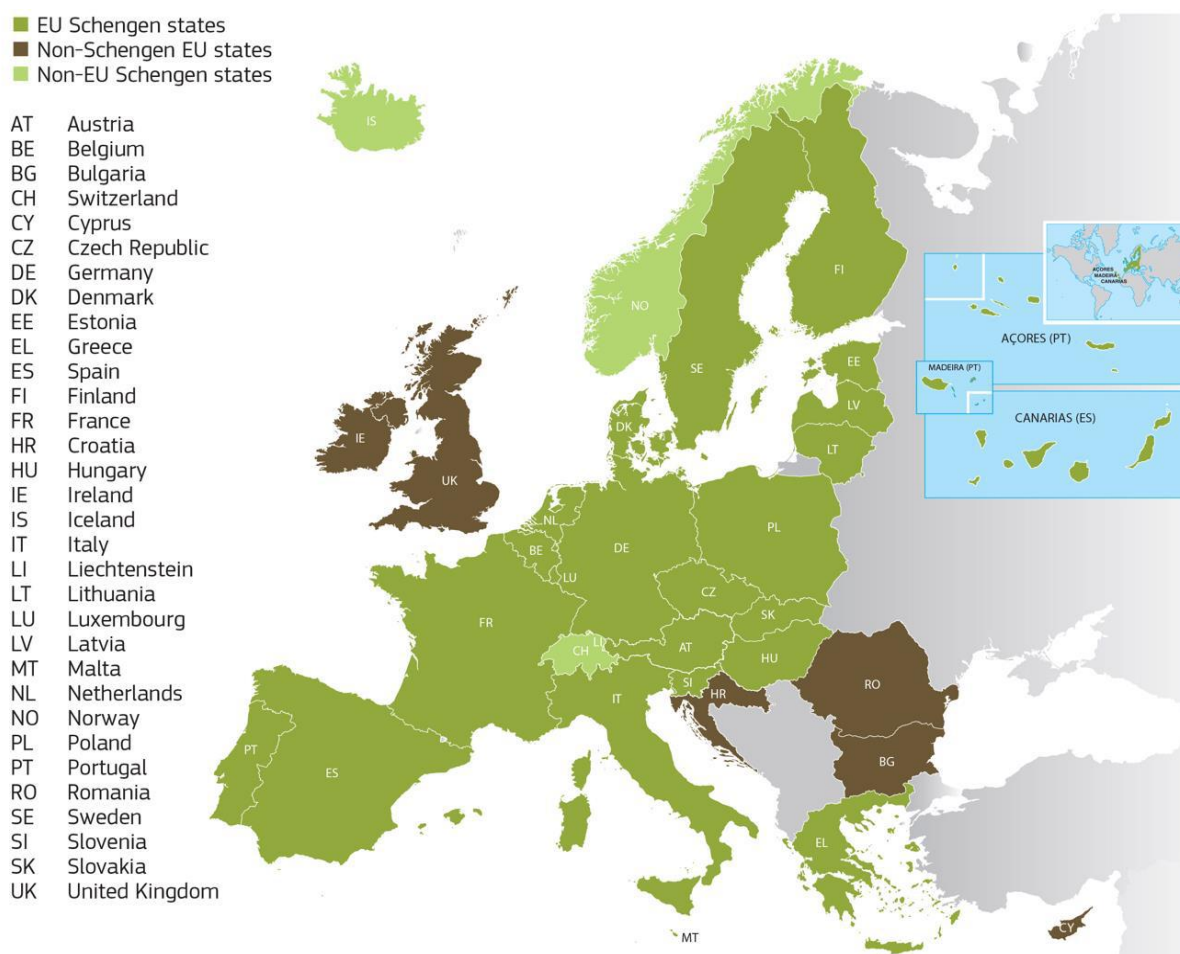 EU Schengen states
Non-Schengen EU states
Non-EU Schengen states
AT Austria
BE Belgium
BG Bulgaria
CH Switzerland
CY Cyprus
CZ Czech Republic
DE Germany
DK Denmark
EE Estonia
EL Greece
ES Spain
FI Finland
FR France
HR Croatia
HU Hungary
IE Ireland
IS Iceland
IT Italy
LI Liechtenstein
LT Lithuania
LU Luxembourg
LV Latvia
MT Malta
NL Netherlands
NO Norway
PL Poland
PT Portugal
RO Romania
SE Sweden
SI Slovenia
SK Slovakia
UK United Kingdom
IS
FI
NO
SE
EE
LV
LT
DK
IE
UK
NL
BE
LU
DE
PL
CZ
SK
FR
CH
LI
AT
HU
SI
HR
IT
RO
BG
PT
ES
EL
MT
CY
AÇORES
MADEIRA
CANARIAS
AÇORES (PT)
MADEIRA (PT)
CANARIAS (ES)